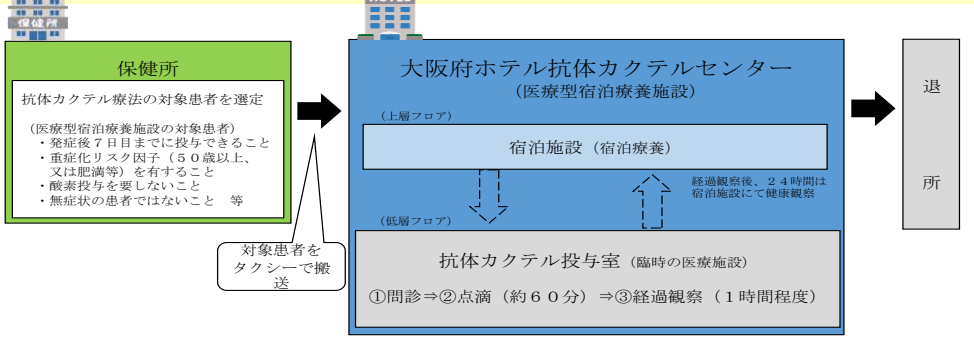 保健所
保健所
抗体カクテル療法の対象患者を選定
(医療型宿泊療養施設の対象患者)
・発症後７日目までに投与できること
・重症化リスク因子（５０歳以上、
又は肥満等）を有すること
・酸素投与を要しないこと
・無症状の患者ではないこと　等
対象患者を
タクシーで搬
送
HOTEL
大阪府ホテル抗体カクテルセンター
（医療型宿泊療養施設）
（上層フロア）
宿泊施設（宿泊療養）
経過観察後、２４時間は
宿泊施設にて健康観察
（低層フロア）
抗体カクテル投与室（臨時の医療施設）
①問診⇒②点滴（約６０分）⇒③経過観察（１時間程度）
退
所